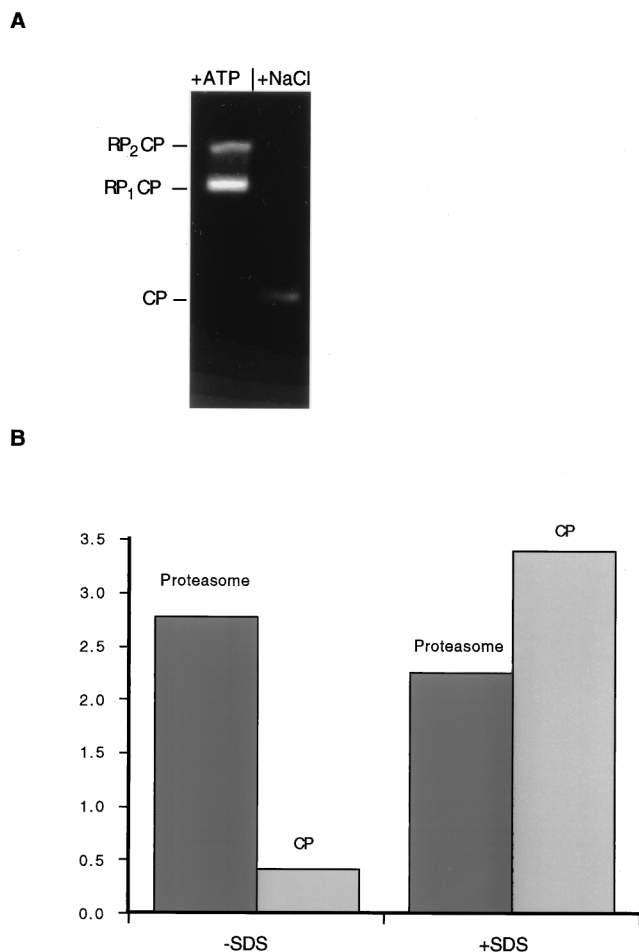 A
+ATP | +NaCl
RP₂CP –
RP₁CP –
CP –
B
3.5
3.0
2.5
2.0
1.5
1.0
0.5
0.0
Proteasome
CP
Proteasome
CP
-SDS
+SDS